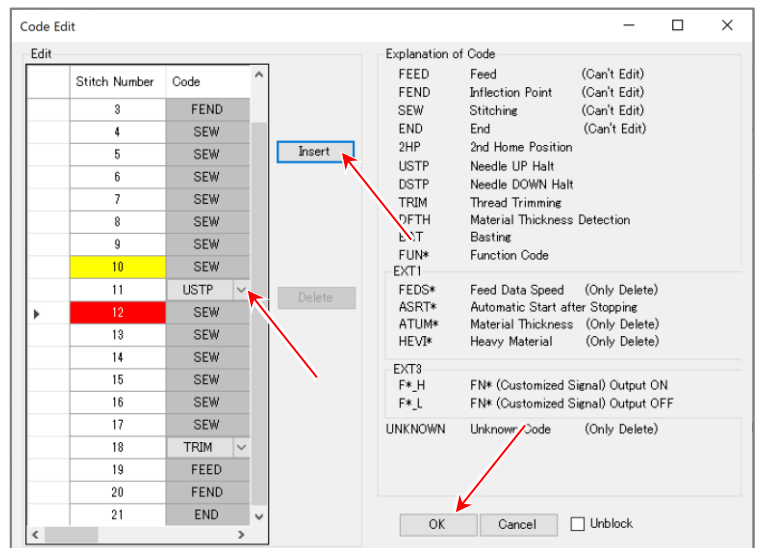 Code Edit
Edit
Stitch Number Code
3 FEND
4 SEW
5 SEW
6 SEW
7 SEW
8 SEW
9 SEW
10 SEW
11 USTP
12 SEW
13 SEW
14 SEW
15 SEW
16 SEW
17 SEW
18 TRIM
19 FEED
20 FEND
21 END
Insert
Delete
Explanation of Code
FEED Feed (Can't Edit)
FEND Inflection Point (Can't Edit)
SEW Stitching (Can't Edit)
END End (Can't Edit)
2HP 2nd Home Position
USTP Needle UP Halt
DSTP Needle DOWN Halt
TRIM Thread Trimming
DFTH Material Thickness Detection
Basting
FUN* Function Code
EXT1
FEDS* Feed Data Speed (Only Delete)
ASRT* Automatic Start after Stopping
ATUM* Material Thickness (Only Delete)
HEVI* Heavy Material (Only Delete)
EXT3
F*_H FN* (Customized Signal) Output ON
F*_L FN* (Customized Signal) Output OFF
UNKNOWN Unknown Code (Only Delete)
OK Cancel Unblock